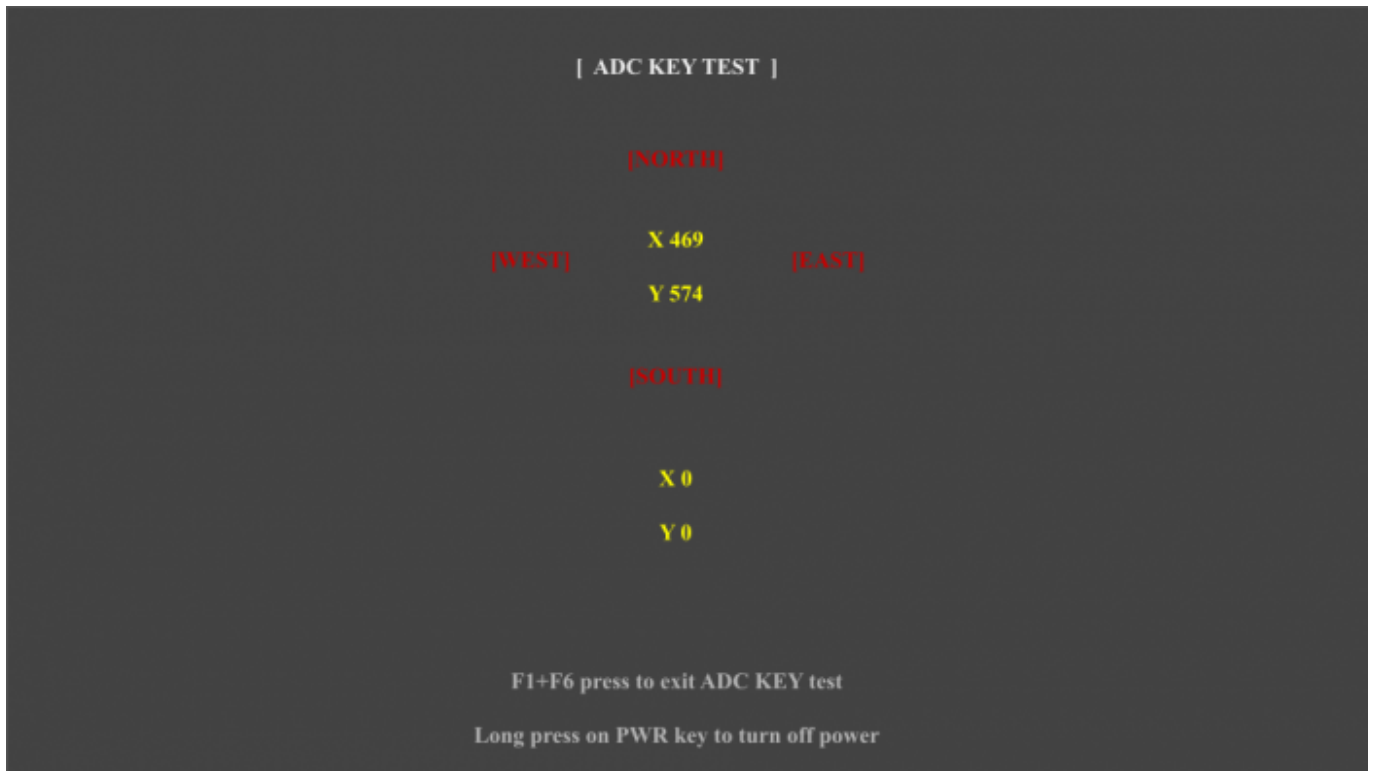 [ ADC KEY TEST ]
[NORTH]
X 469
[WEST] [EAST]
Y 574
[SOUTH]
X 0
Y 0
F1+F6 press to exit ADC KEY test
Long press on PWR key to turn off power